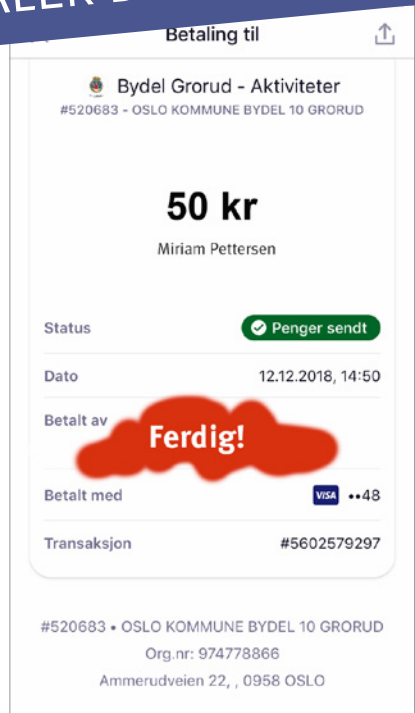 Betaling til
Bydel Grorud - Aktiviteter
#520683 - OSLO KOMMUNE BYDEL 10 GRORUD
50 kr
Miriam Pettersen
Status Penger sendt
Dato 12.12.2018, 14:50
Betalt av
Ferdig!
Betalt med VISA ••48
Transaksjon #5602579297
#520683 • OSLO KOMMUNE BYDEL 10 GRORUD
Org.nr: 974778866
Ammerudveien 22, , 0958 OSLO